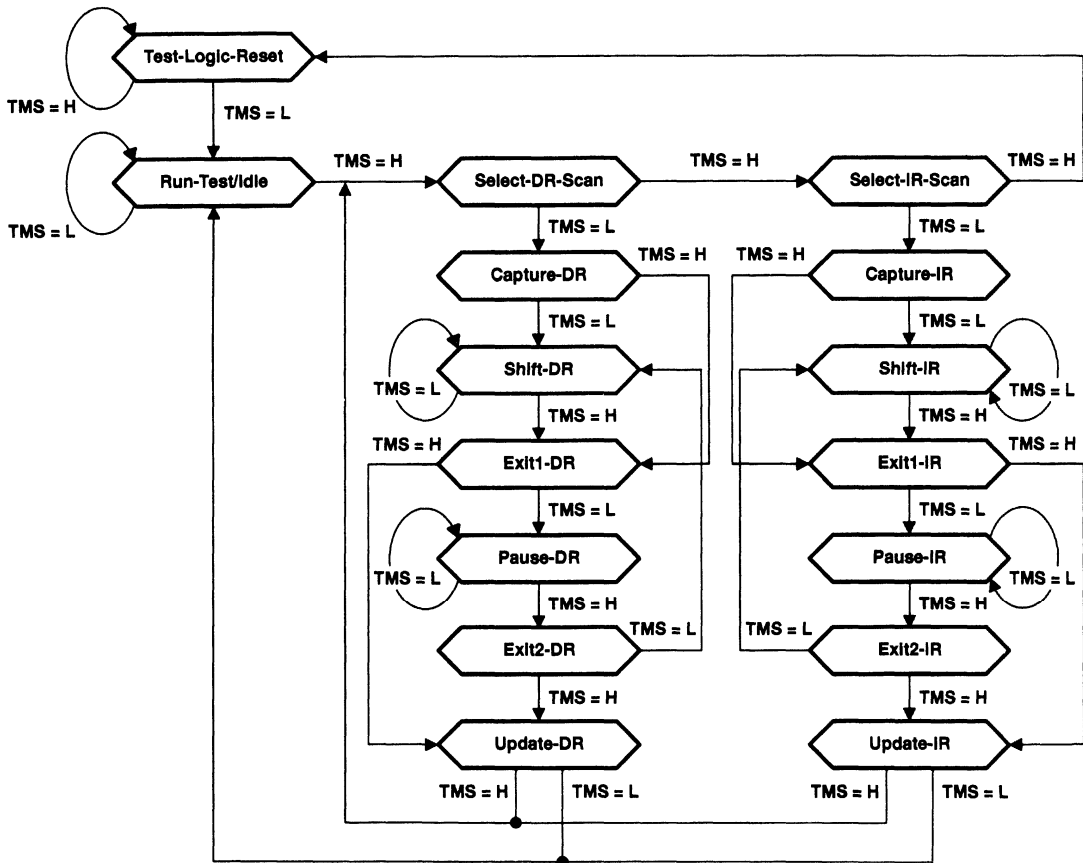 Test-Logic-Reset
TMS = H
TMS = L
Run-Test/Idle
TMS = L
TMS = H
Select-DR-Scan
TMS = H
Select-IR-Scan
TMS = H
TMS = L
TMS = L
Capture-DR
TMS = H
TMS = H
Capture-IR
TMS = L
TMS = L
Shift-DR
TMS = L
Shift-IR
TMS = L
TMS = H
TMS = H
TMS = H
Exit1-DR
Exit1-IR
TMS = H
TMS = L
TMS = L
Pause-DR
TMS = L
Pause-IR
TMS = L
TMS = H
TMS = H
Exit2-DR
TMS = L
TMS = L
Exit2-IR
TMS = H
TMS = H
Update-DR
Update-IR
TMS = H
TMS = L
TMS = H
TMS = L